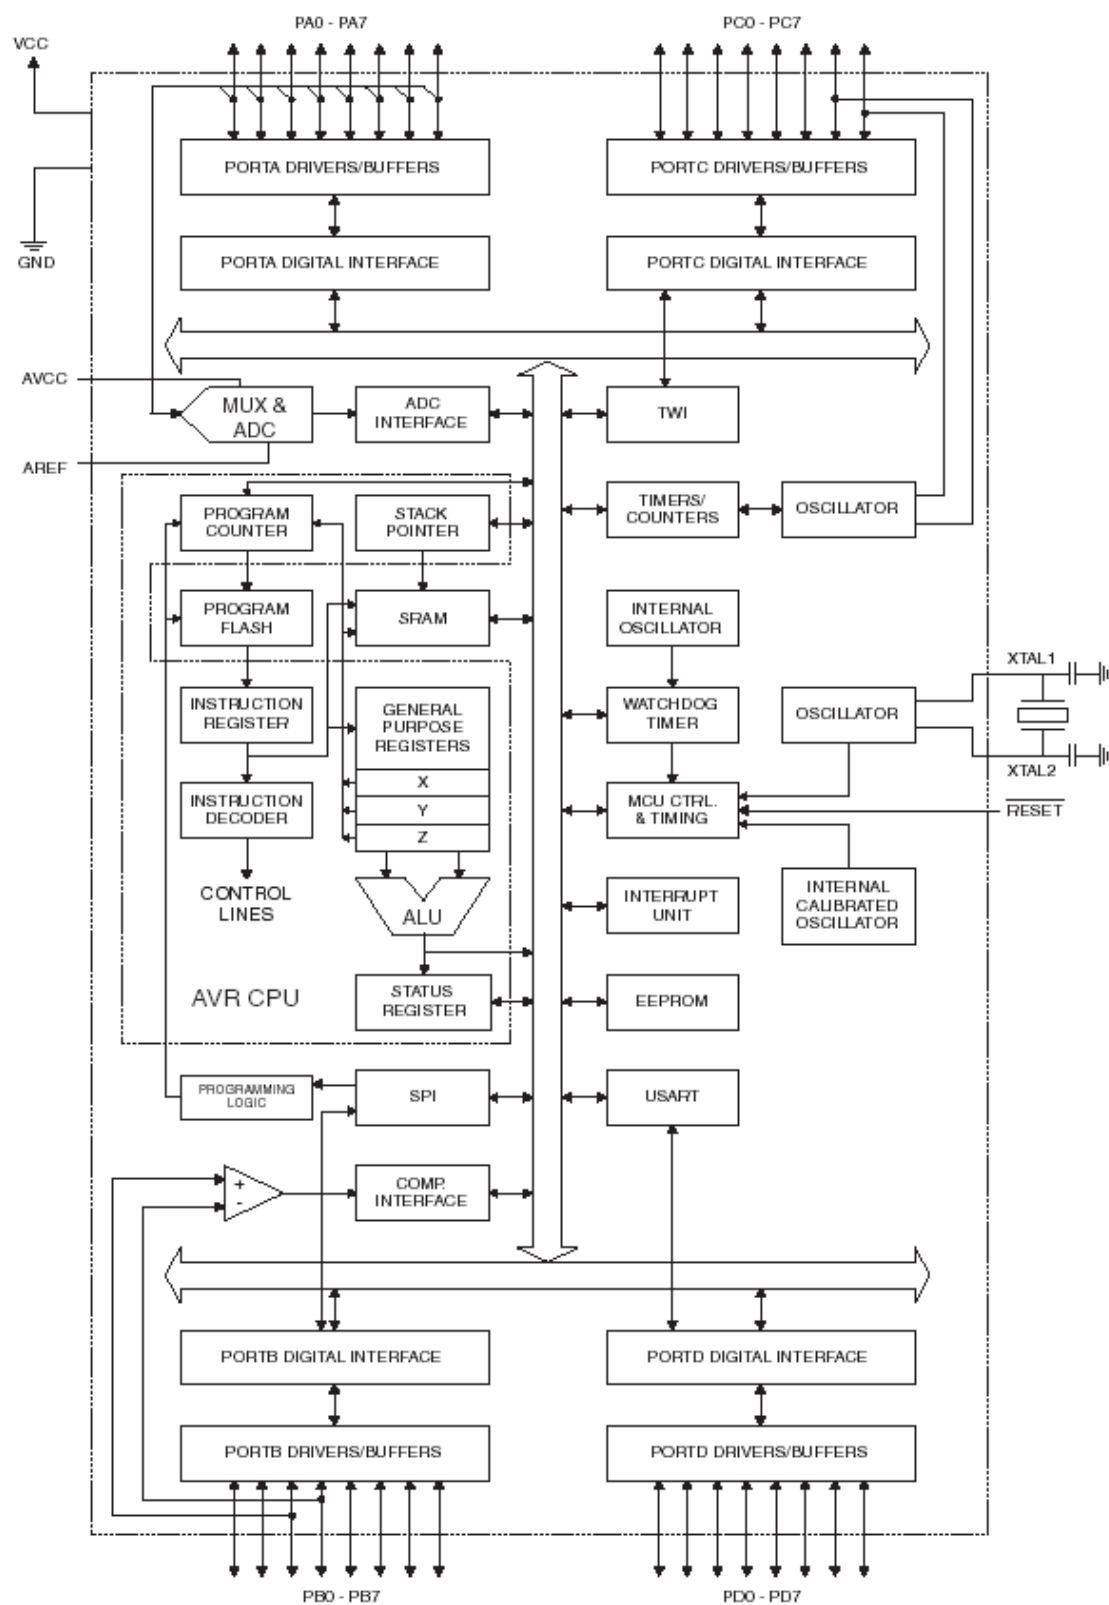 PA0 - PA7
PC0 - PC7
VCC
PORTA DRIVERS/BUFFERS
PORTC DRIVERS/BUFFERS
GND
PORTA DIGITAL INTERFACE
PORTC DIGITAL INTERFACE
AVCC
MUX &
ADC
ADC
INTERFACE
TWI
AREF
PROGRAM
COUNTER
STACK
POINTER
TIMERS/
COUNTERS
OSCILLATOR
PROGRAM
FLASH
SRAM
INTERNAL
OSCILLATOR
XTAL1
INSTRUCTION
REGISTER
GENERAL
PURPOSE
REGISTERS
WATCHDOG
TIMER
OSCILLATOR
XTAL2
X
Y
Z
INSTRUCTION
DECODER
MCU CTRL.
& TIMING
RESET
CONTROL
LINES
ALU
INTERRUPT
UNIT
INTERNAL
CALIBRATED
OSCILLATOR
AVR CPU
STATUS
REGISTER
EEPROM
PROGRAMMING
LOGIC
SPI
USART
+
-
COMP.
INTERFACE
PORTB DIGITAL INTERFACE
PORTD DIGITAL INTERFACE
PORTB DRIVERS/BUFFERS
PORTD DRIVERS/BUFFERS
PB0 - PB7
PD0 - PD7